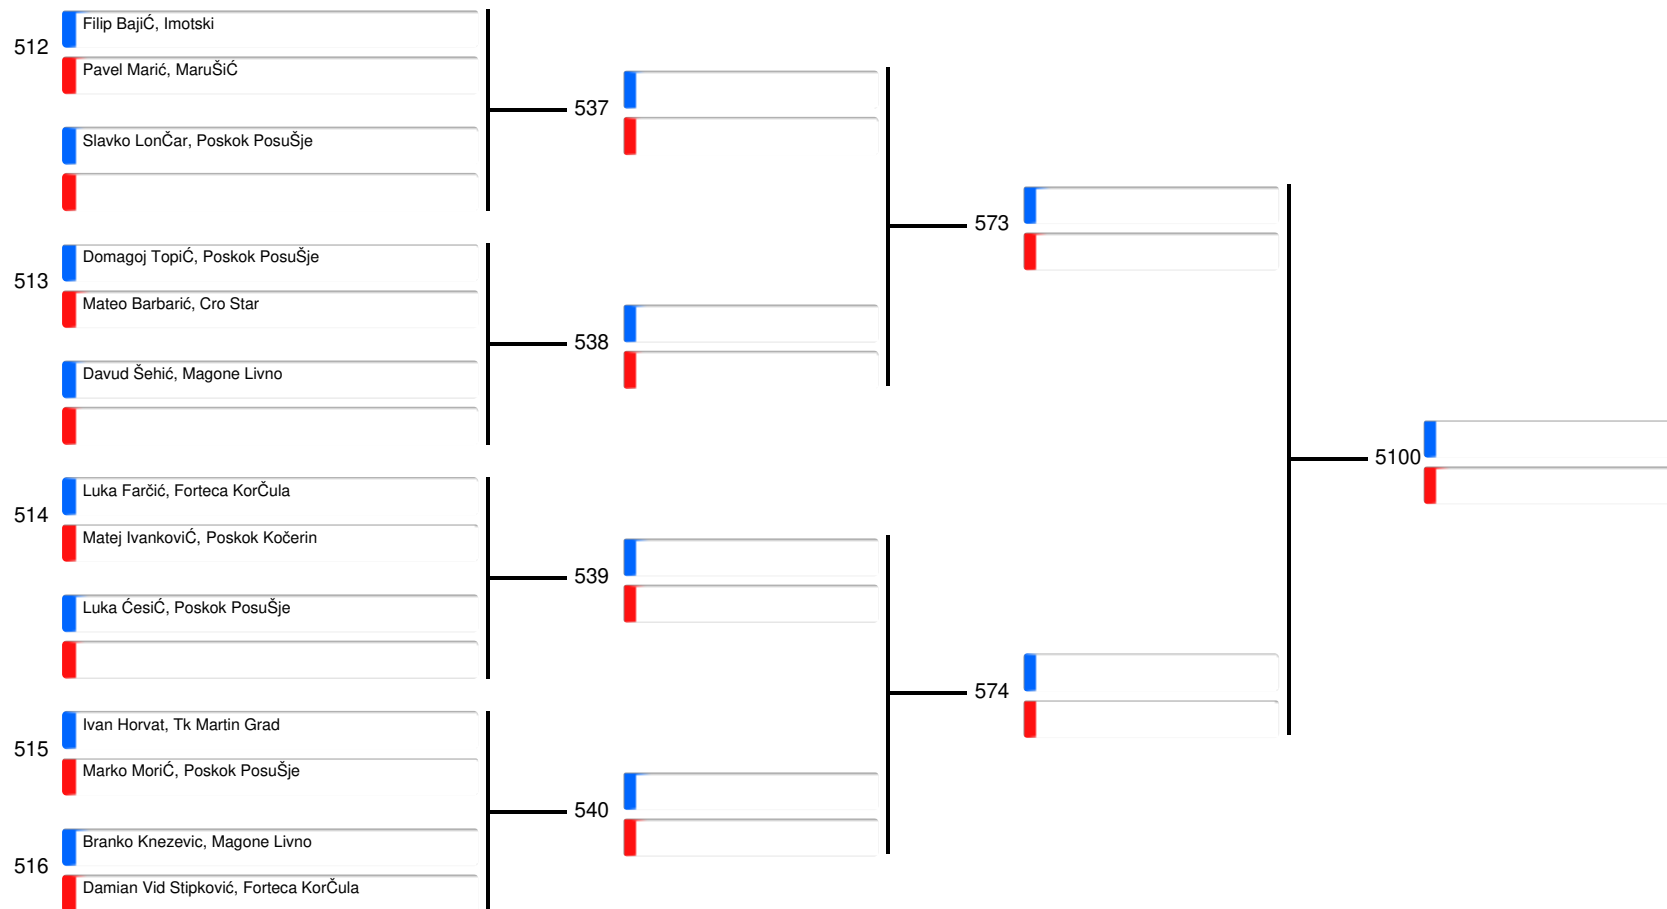 Filip BajiĆ, Imotski
512
Pavel Marić, MaruŠiĆ
Slavko LonČar, Poskok PosuŠje
Domagoj TopiĆ, Poskok PosuŠje
513
Mateo Barbarić, Cro Star
Davud Šehić, Magone Livno
Luka Farčić, Forteca KorČula
514
Matej IvankoviĆ, Poskok Kočerin
Luka ĆesiĆ, Poskok PosuŠje
Ivan Horvat, Tk Martin Grad
515
Marko MoriĆ, Poskok PosuŠje
Branko Knezevic, Magone Livno
516
Damian Vid Stipković, Forteca KorČula
537
538
539
540
573
574
5100